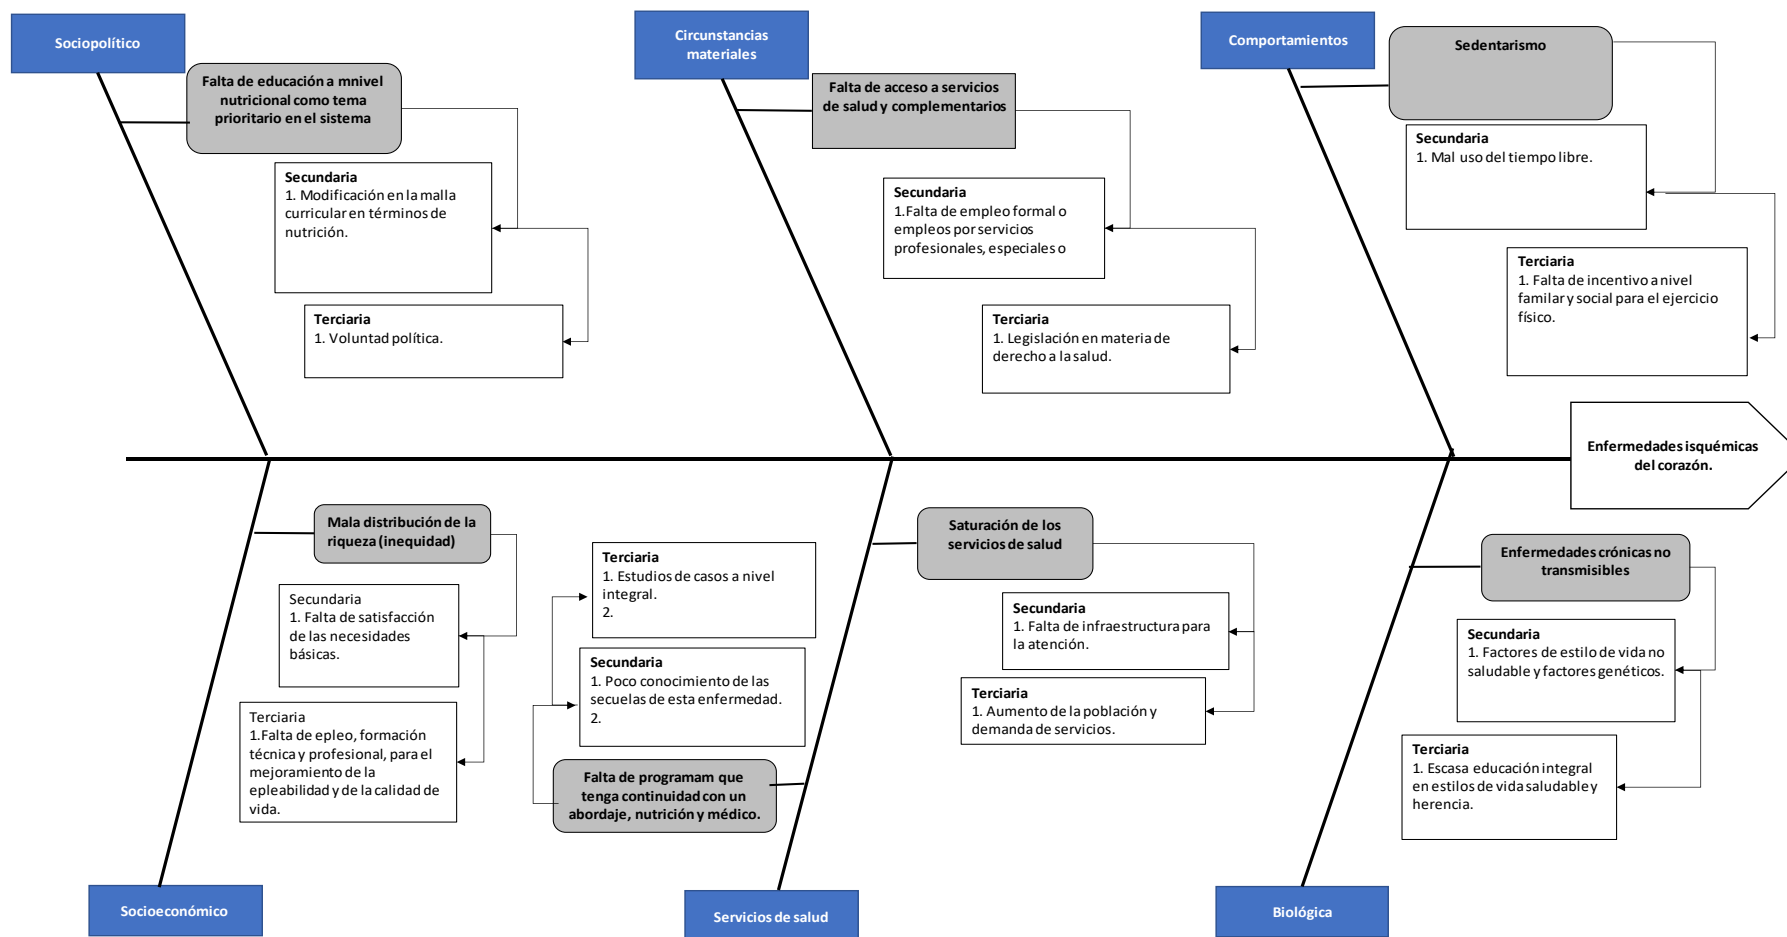 Sociopolítico
Falta de educación a mnivel
nutricional como tema
prioritario en el sistema
Secundaria
1. Modificación en la malla
curricular en términos de
nutrición.
Terciaria
1. Voluntad política.
Circunstancias
materiales
Falta de acceso a servicios
de salud y complementarios
Secundaria
1.Falta de empleo formal o
empleos por servicios
profesionales, especiales o
Terciaria
1. Legislación en materia de
derecho a la salud.
Comportamientos
Sedentarismo
Secundaria
1. Mal uso del tiempo libre.
Terciaria
1. Falta de incentivo a nivel
familar y social para el ejercicio
físico.
Enfermedades isquémicas
del corazón.
Mala distribución de la
riqueza (inequidad)
Secundaria
1. Falta de satisfacción
de las necesidades
básicas.
Terciaria
1.Falta de epleo, formación
técnica y profesional, para el
mejoramiento de la
epleabilidad y de la calidad de
vida.
Socioeconómico
Terciaria
1. Estudios de casos a nivel
integral.
2.
Secundaria
1. Poco conocimiento de las
secuelas de esta enfermedad.
2.
Falta de programam que
tenga continuidad con un
abordaje, nutrición y médico.
Saturación de los
servicios de salud
Secundaria
1. Falta de infraestructura para
la atención.
Terciaria
1. Aumento de la población y
demanda de servicios.
Servicios de salud
Enfermedades crónicas no
transmisibles
Secundaria
1. Factores de estilo de vida no
saludable y factores genéticos.
Terciaria
1. Escasa educación integral
en estilos de vida saludable y
herencia.
Biológica